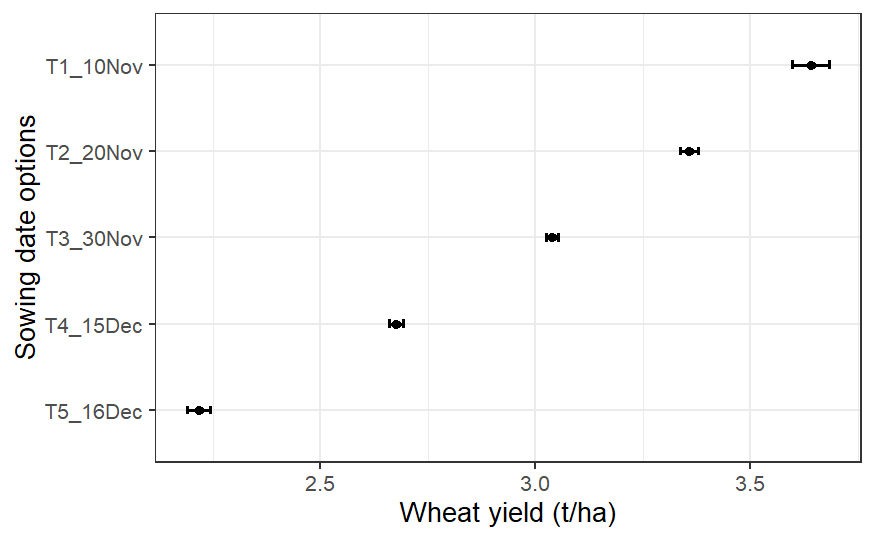 Sowing date options
T1_10Nov
T2_20Nov
T3_30Nov
T4_15Dec
T5_16Dec
2.5 3.0 3.5
Wheat yield (t/ha)